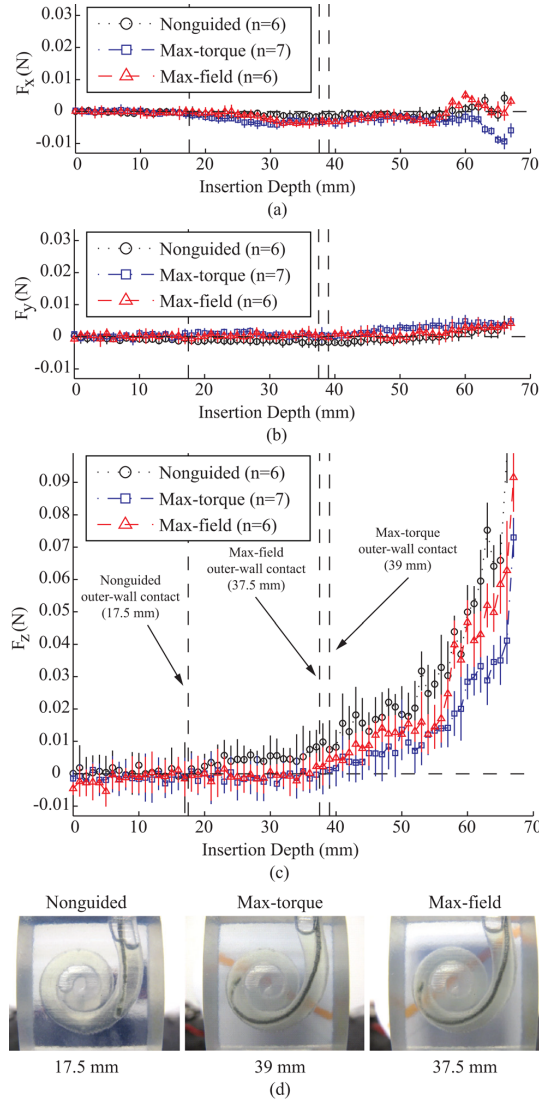 0.03
0.02
0.01
0
-0.01
Fx(N)
Nonguided (n=6)
Max-torque (n=7)
Max-field (n=6)
0 10 20 30 40 50 60 70
Insertion Depth (mm)
(a)
0.03
0.02
0.01
0
-0.01
Fy(N)
Nonguided (n=6)
Max-torque (n=7)
Max-field (n=6)
0 10 20 30 40 50 60 70
Insertion Depth (mm)
(b)
0.09
0.08
0.07
0.06
0.05
0.04
0.03
0.02
0.01
0
-0.01
FZ(N)
Nonguided (n=6)
Max-torque (n=7)
Max-field (n=6)
Nonguided
outer-wall contact
(17.5 mm)
Max-field
outer-wall contact
(37.5 mm)
Max-torque
outer-wall contact
(39 mm)
0 10 20 30 40 50 60 70
Insertion Depth (mm)
(c)
Nonguided Max-torque Max-field
17.5 mm 39 mm 37.5 mm
(d)